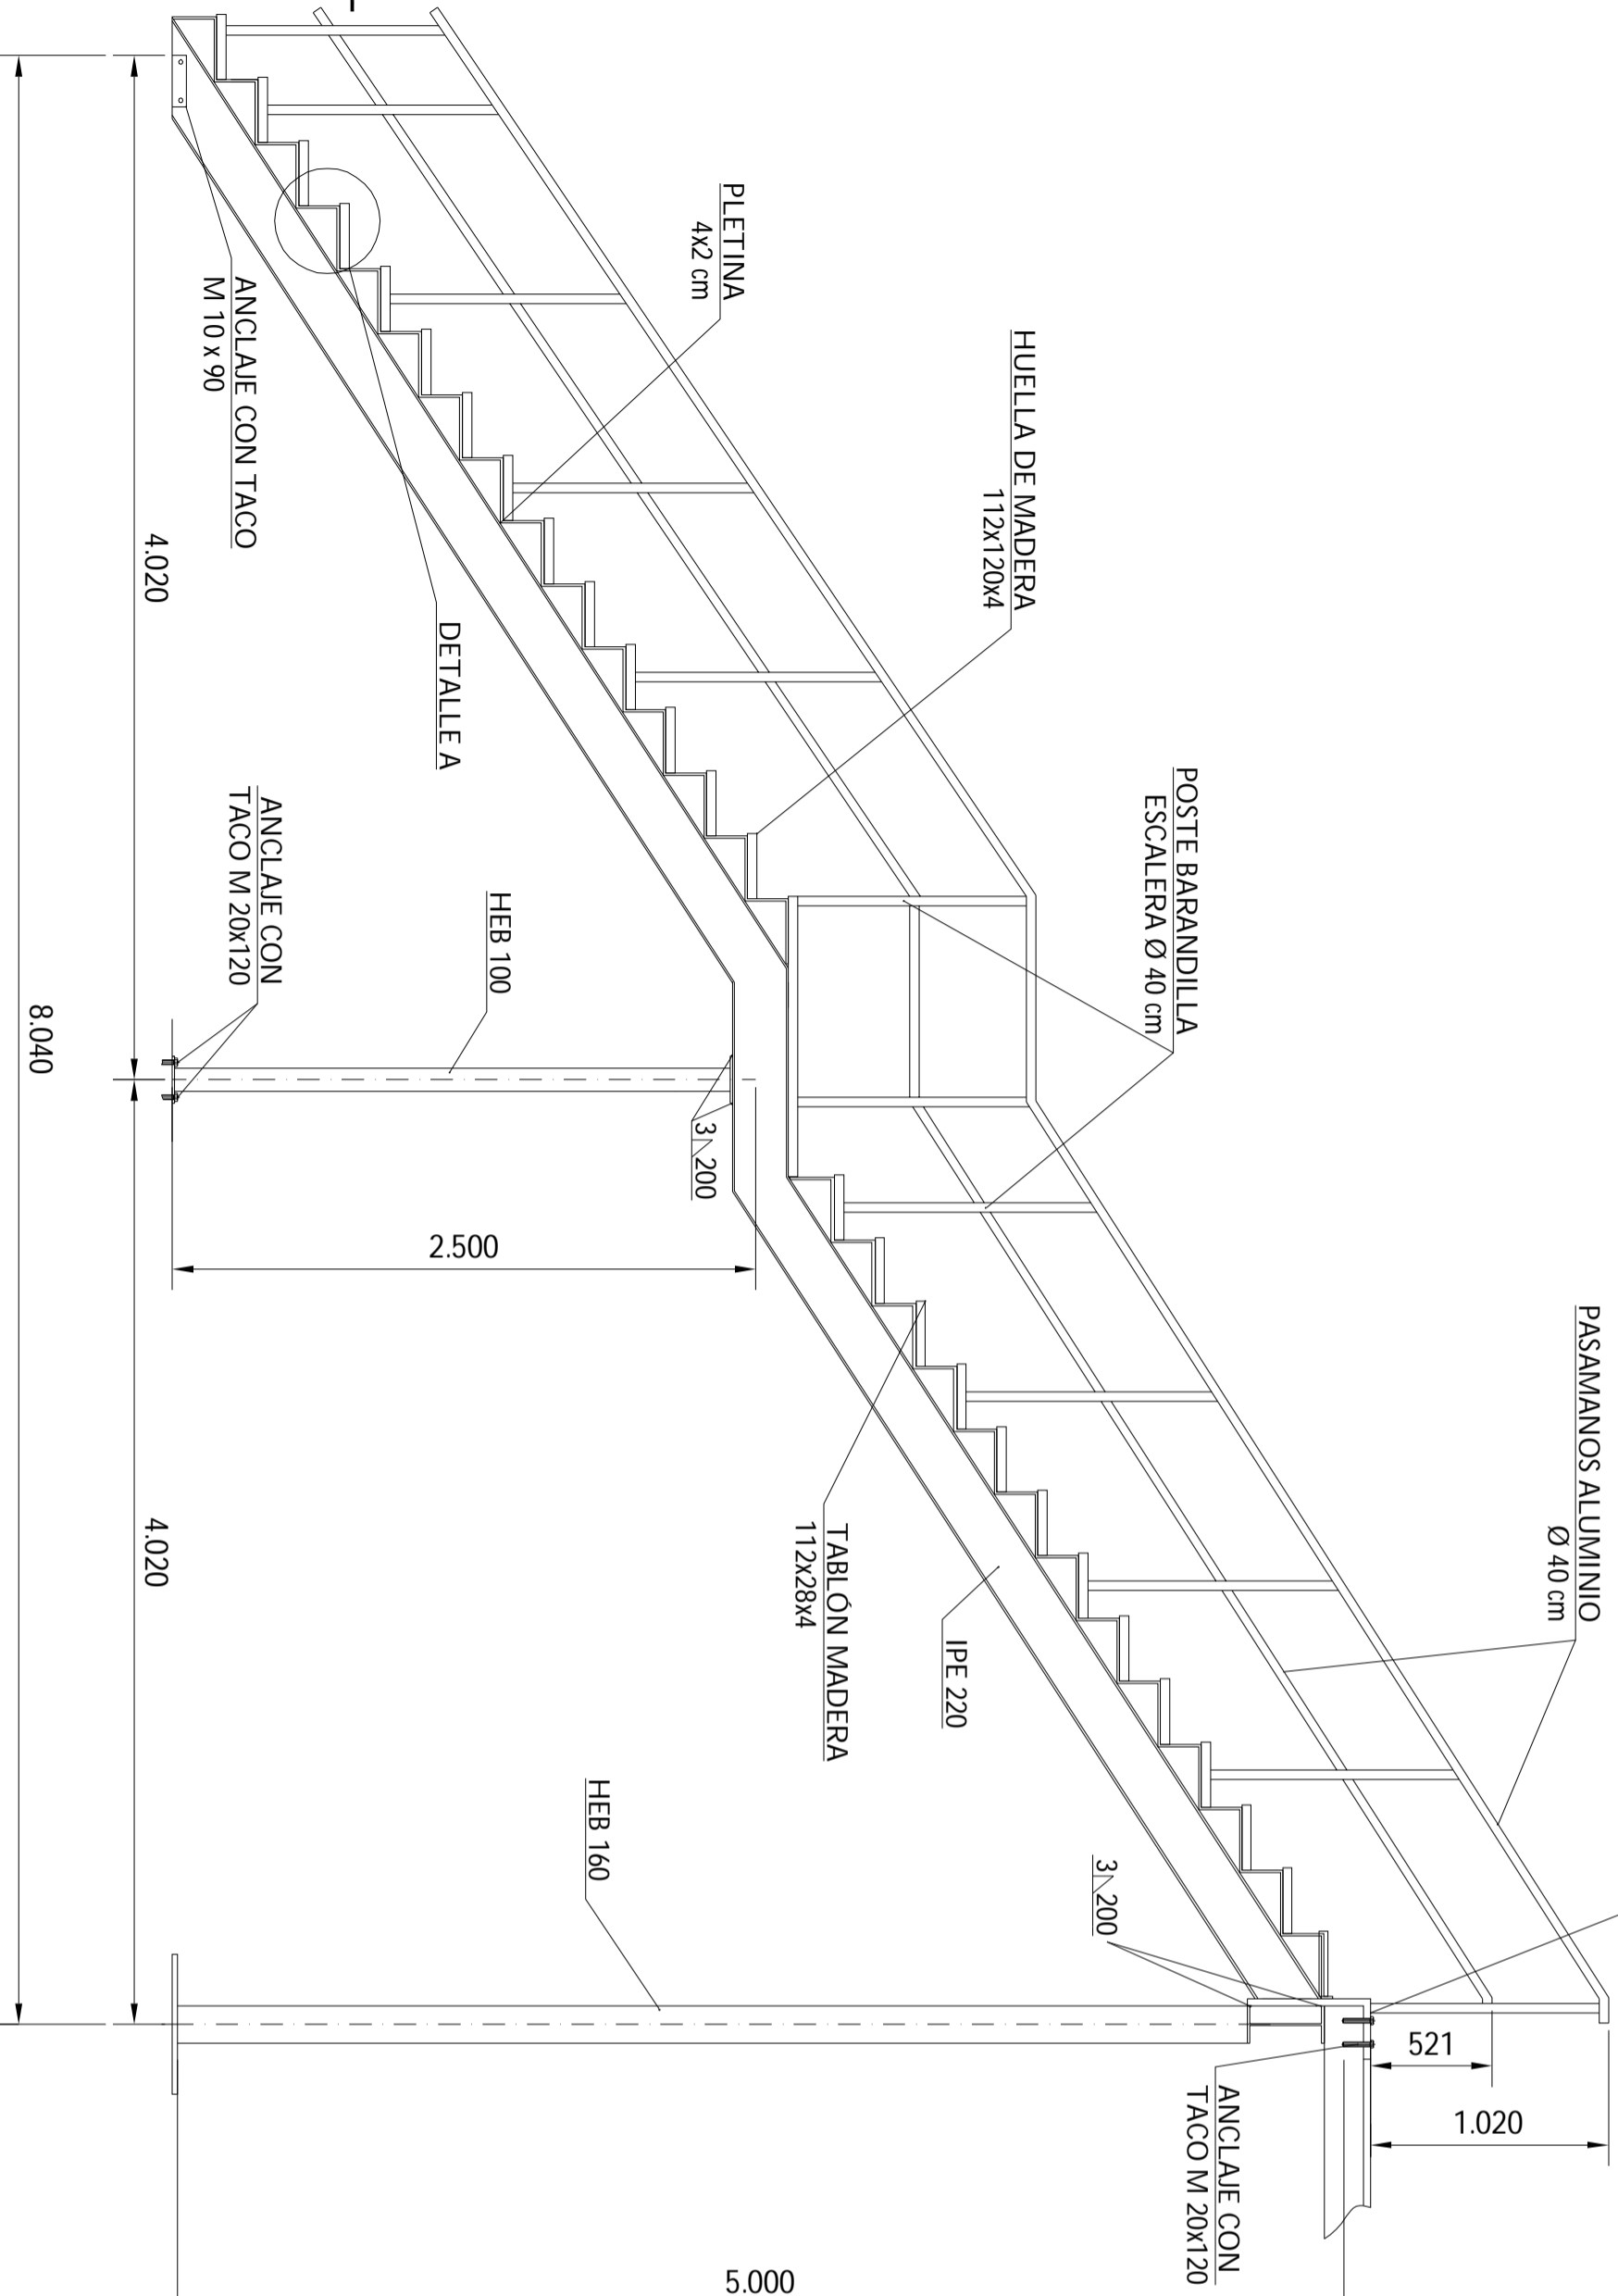 PASAMANOS ALUMINIO
Ø 40 cm
POSTE BARANDILLA
ESCALERA Ø 40 cm
HUELLA DE MADERA
112x120x4
PLETINA
4x2 cm
521
1.020
ANCLAJE CON
TACO M 20x120
3 200
IPE 220
TABLÓN MADERA
112x28x4
5.000
3 200
2.500
HEB 160
HEB 100
DETALLE A
ANCLAJE CON TACO
M 10 x 90
ANCLAJE CON
TACO M 20x120
4.020
4.020
8.040